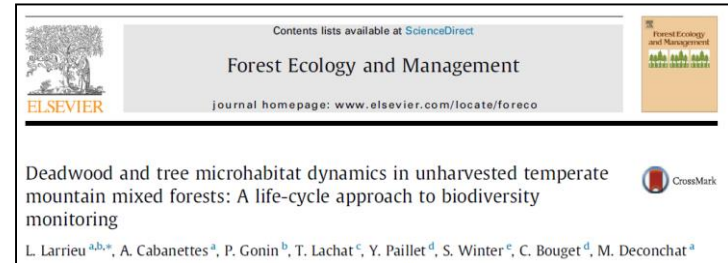 Contents lists available at ScienceDirect
Forest Ecology and Management
journal homepage: www.elsevier.com/locate/foreco
ELSEVIER
Forest Ecology
and Management
Deadwood and tree microhabitat dynamics in unharvested temperate
mountain mixed forests: A life-cycle approach to biodiversity
monitoring
CrossMark
L. Larrieu a,b,*, A. Cabanettes a, P. Gonin b, T. Lachat c, Y. Paillet d, S. Winter e, C. Bouget d, M. Deconchat a